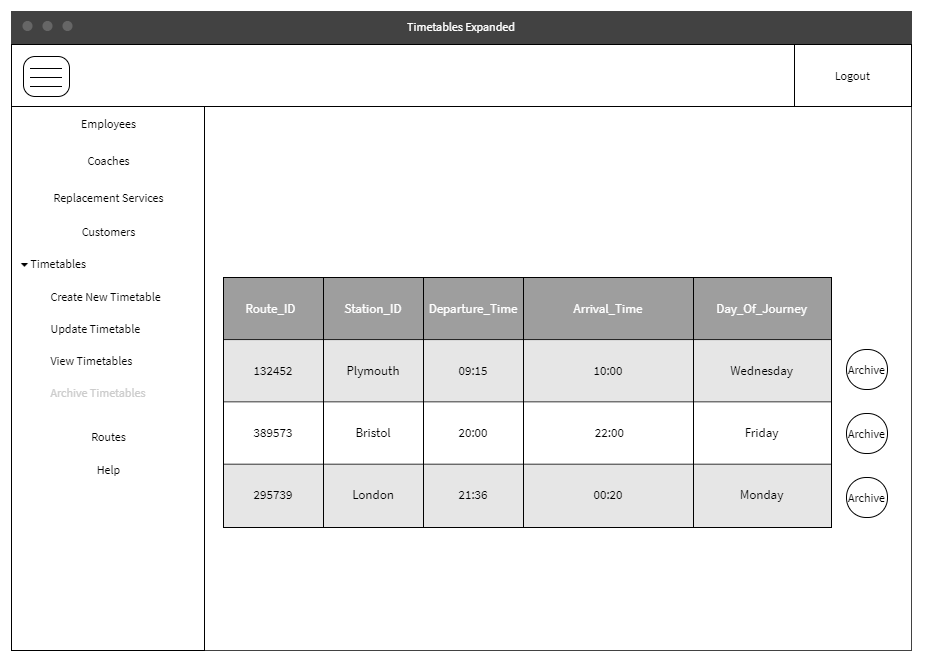 Timetables Expanded
Logout
Employees
Coaches
Replacement Services
Customers
Timetables
Create New Timetable
Update Timetable
View Timetables
Archive Timetables
Routes
Help
Route_ID Station_ID Departure_Time Arrival_Time Day_Of_Journey
132452 Plymouth 09:15 10:00 Wednesday Archive
389573 Bristol 20:00 22:00 Friday Archive
295739 London 21:36 00:20 Monday Archive